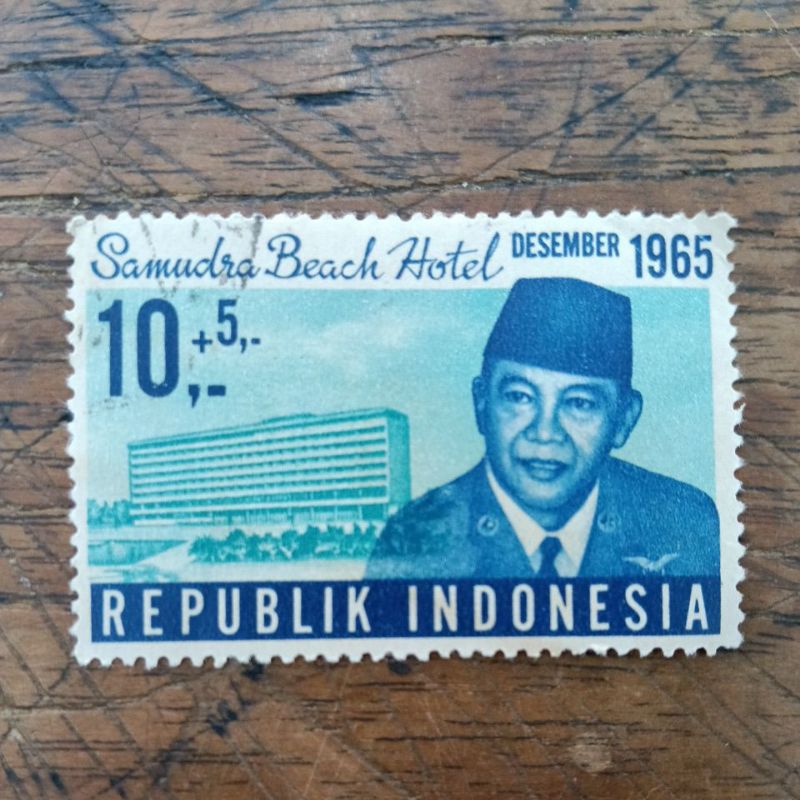 Samudra Beach Hotel DESEMBER 1965
10,- +5,-
REPUBLIK INDONESIA